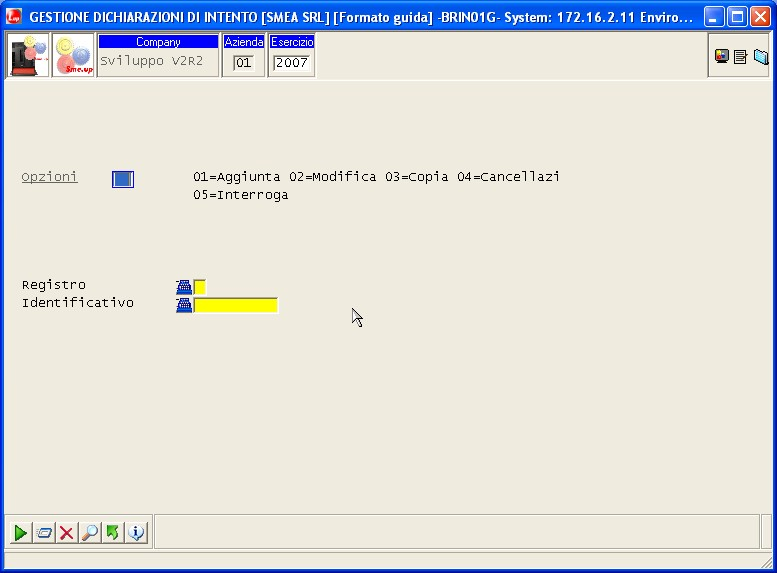 GESTIONE DICHIARAZIONI DI INTENTO [SMEA SRL] [Formato guida] -BRIN01G- System: 172.16.2.11 Enviro...
Company Azienda Esercizio
Sviluppo V2R2 01 2007
Sme.up
Opzioni 01=Aggiunta 02=Modifica 03=Copia 04=Cancellazi
05=Interroga
Registro
Identificativo